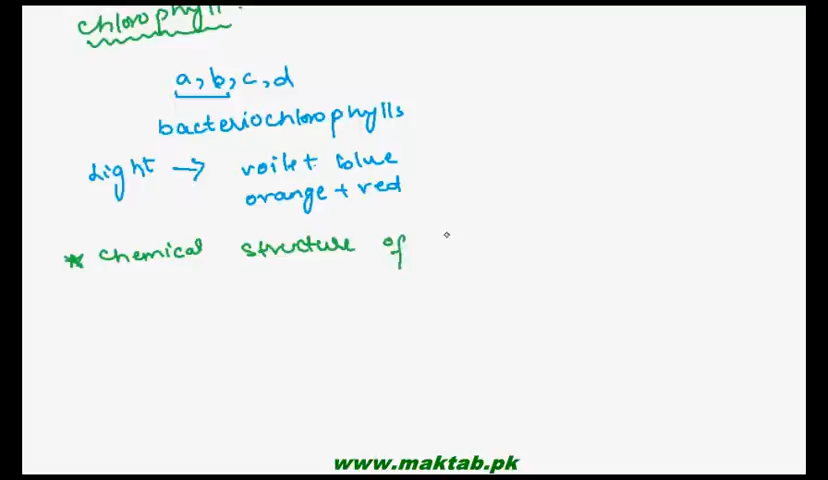 chlorophyll:
a, b, c, d
bacteriochlorophylls
Light → voilet blue
orange + red
* chemical structure of
www.maktab.pk